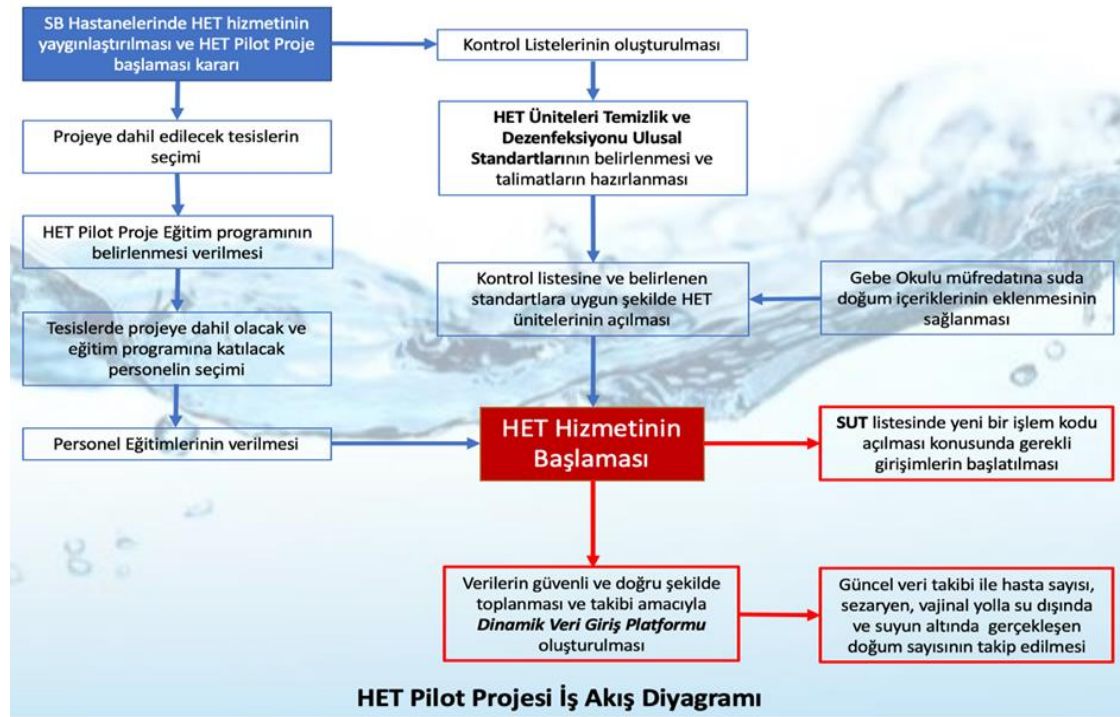 SB Hastanelerinde HET hizmetinin
yaygınlaştırılması ve HET Pilot Proje
başlaması kararı
Projeye dahil edilecek tesislerin
seçimi
HET Pilot Proje Eğitim programının
belirlenmesi verilmesi
Tesislerde projeye dahil olacak ve
eğitim programına katılacak
personelin seçimi
Personel Eğitimlerinin verilmesi
Kontrol Listelerinin oluşturulması
HET Üniteleri Temizlik ve
Dezenfeksiyonu Ulusal
Standartlarının belirlenmesi ve
talimatların hazırlanması
Kontrol listesine ve belirlenen
standartlara uygun şekilde HET
ünitelerinin açılması
Gebe Okulu müfredatına suda
doğum içeriklerinin eklenmesinin
sağlanması
HET Hizmetinin
Başlaması
SUT listesinde yeni bir işlem kodu
açılması konusunda gerekli
girişimlerin başlatılması
Verilerin güvenli ve doğru şekilde
toplanması ve takibi amacıyla
Dinamik Veri Giriş Platformu
oluşturulması
Güncel veri takibi ile hasta sayısı,
sezaryen, vajinal yolla su dışında
ve suyun altında gerçekleşen
doğum sayısının takip edilmesi
HET Pilot Projesi İş Akış Diyagramı